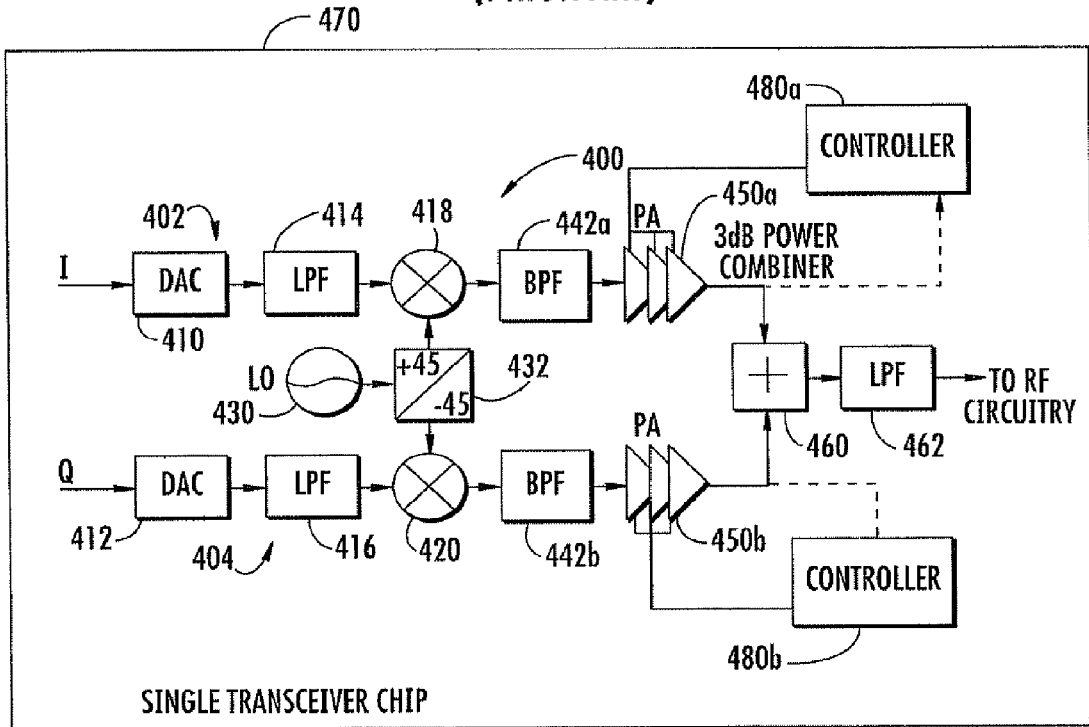 470
480a
CONTROLLER
400
450a
402
414
418
442a
PA
3dB POWER
COMBINER
I
DAC
LPF
BPF
410
LO
430
+45
-45
432
+
LPF
TO RF
CIRCUITRY
460
462
PA
Q
DAC
LPF
BPF
412
404
416
420
442b
450b
CONTROLLER
480b
SINGLE TRANSCEIVER CHIP